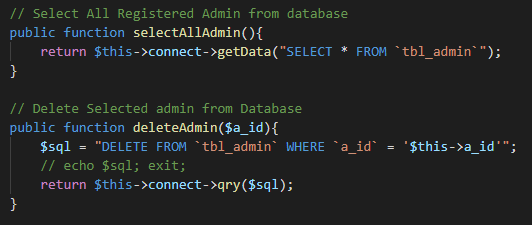 // Select All Registered Admin from database
public function selectAllAdmin(){
    return $this->connect->getData("SELECT * FROM `tbl_admin`");
}

// Delete Selected admin from Database
public function deleteAdmin($a_id){
    $sql = "DELETE FROM `tbl_admin` WHERE `a_id` = '$this->a_id'";
    // echo $sql; exit;
    return $this->connect->qry($sql);
}